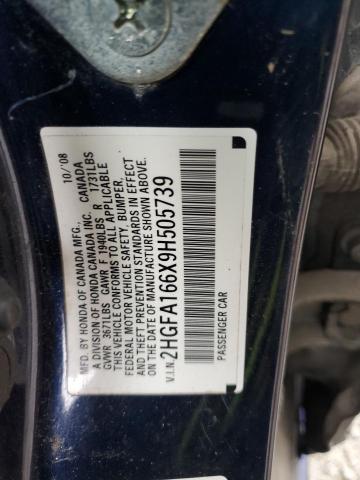 MFD. BY HONDA OF CANADA MFG. 10/'08
A DIVISION OF HONDA CANADA INC. CANADA
GVWR 3671LBS GAWR F 1940LBS R 1731LBS
THIS VEHICLE CONFORMS TO ALL APPLICABLE
FEDERAL MOTOR VEHICLE SAFETY, BUMPER,
AND THEFT PREVENTION STANDARDS IN EFFECT
ON THE DATE OF MANUFACTURE SHOWN ABOVE.
V.I.N. 2HGFA166X9H505739
PASSENGER CAR